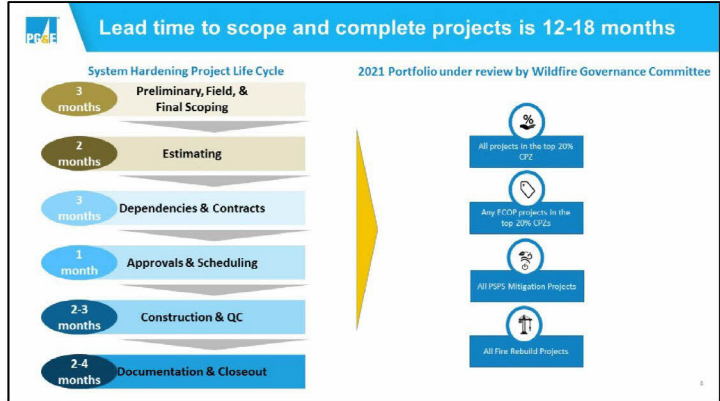 PG&E
Lead time to scope and complete projects is 12-18 months
System Hardening Project Life Cycle
3
months
Preliminary, Field, &
Final Scoping
2
months
Estimating
3
months
Dependencies & Contracts
1
month
Approvals & Scheduling
2-3
months
Construction & QC
2-4
months
Documentation & Closeout
2021 Portfolio under review by Wildfire Governance Committee
%
All projects in the top 20%
CPZ
Any ECOP projects in the
top 20% CPZs
All PSPS Mitigation Projects
All Fire Rebuild Projects